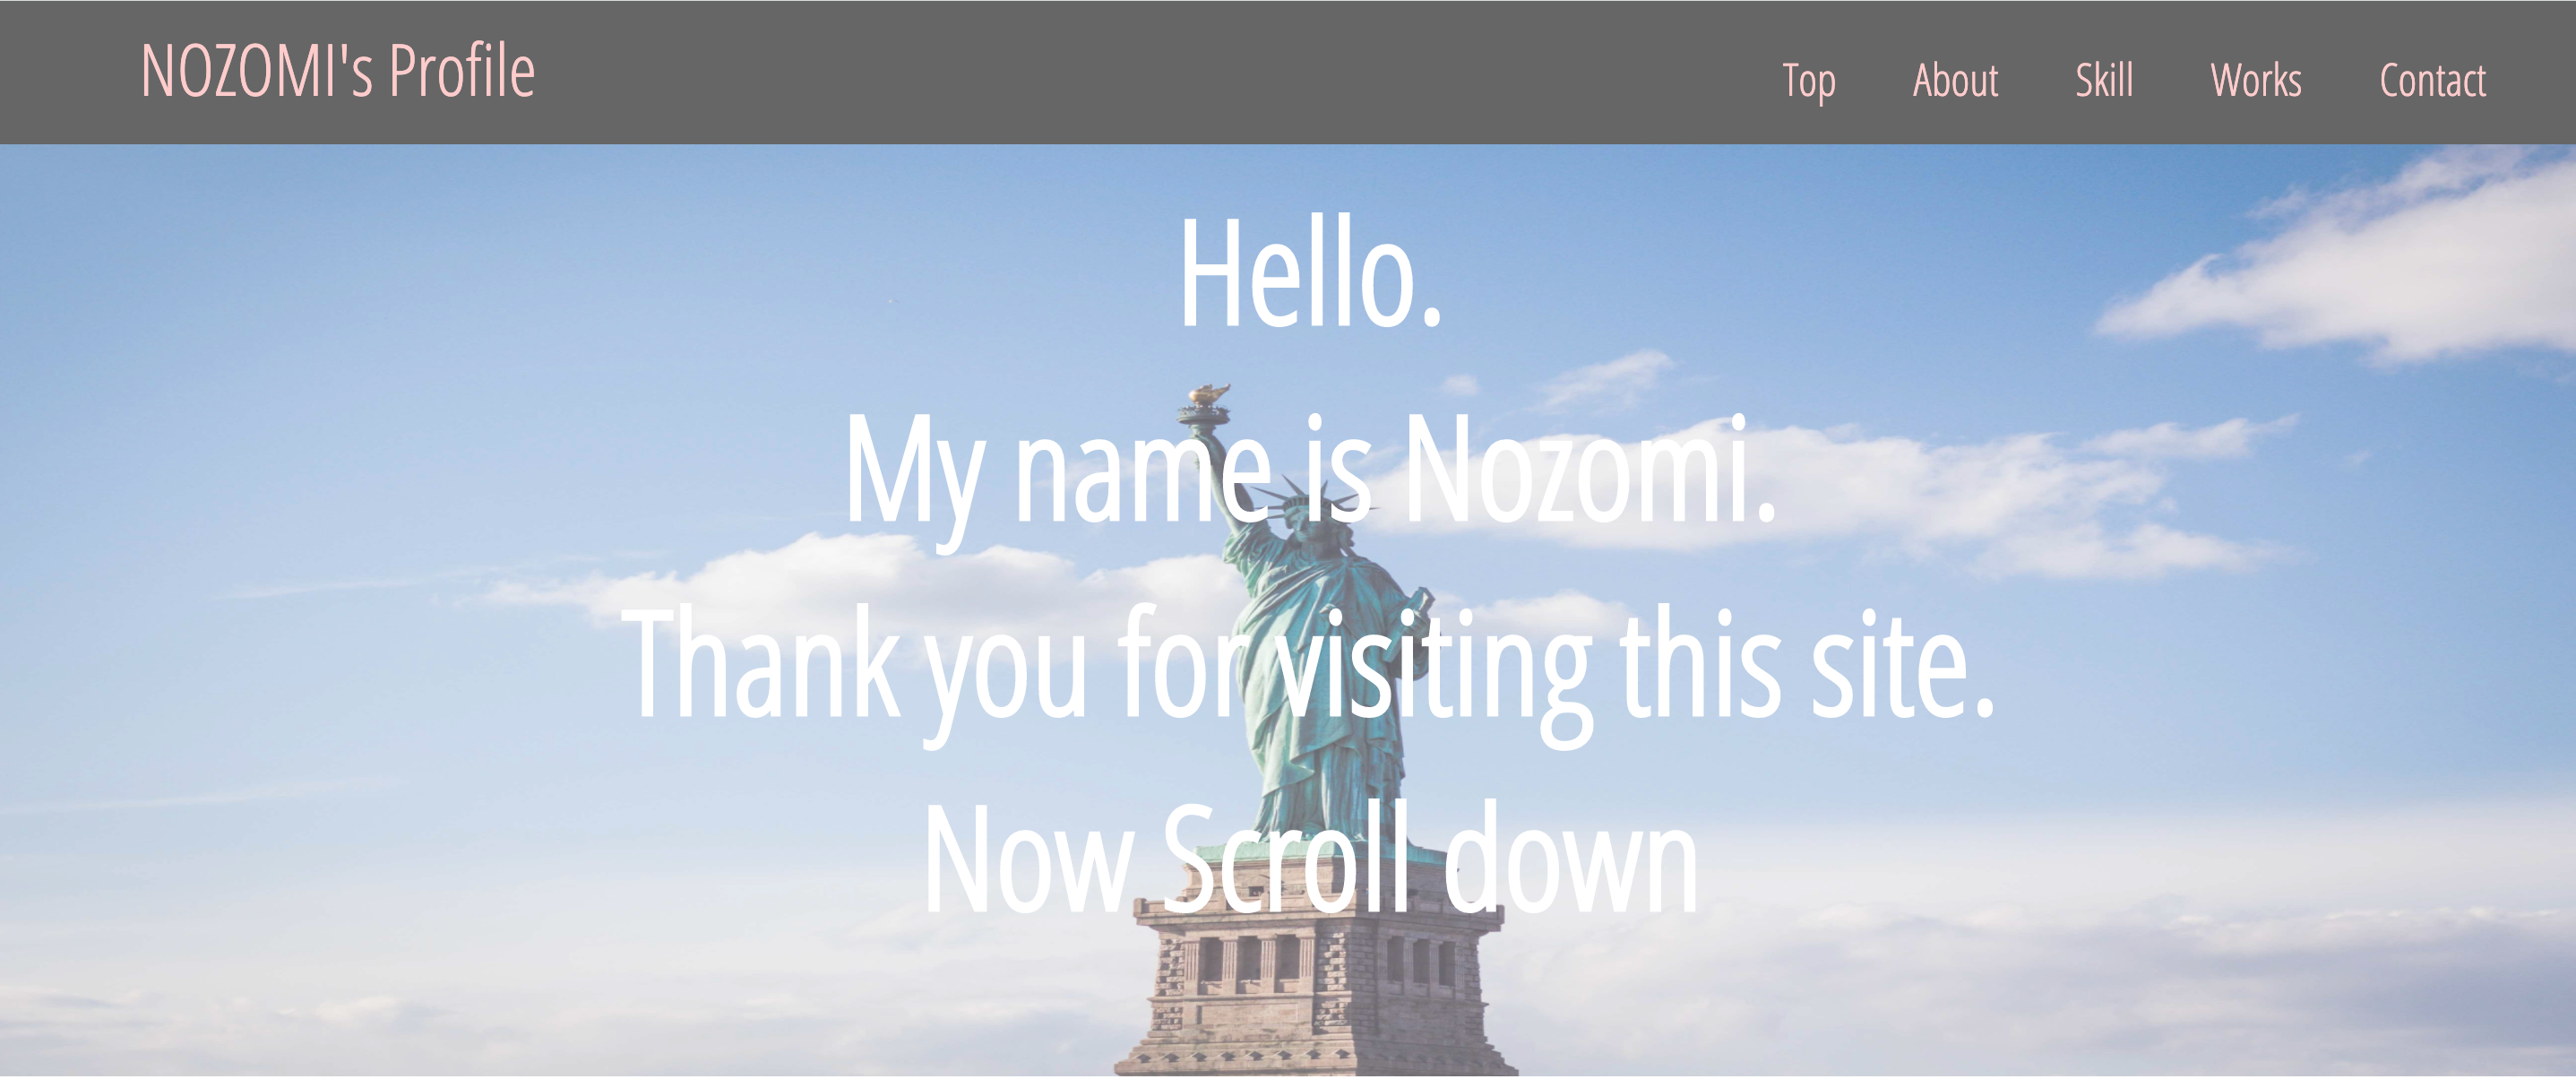 NOZOMI's Profile
Top About Skill Works Contact
Hello.
My name is Nozomi.
Thank you for visiting this site.
Now Scroll down